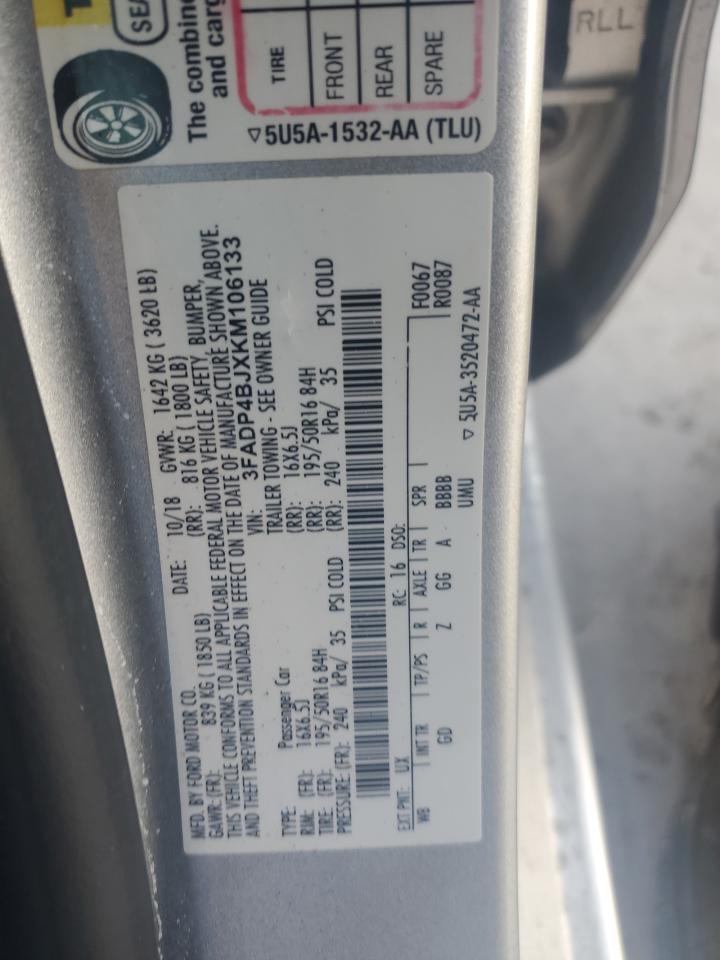 SEA
The combine
and carg
TIRE
FRONT
REAR
SPARE
5U5A-1532-AA (TLU)
RLL
MFD. BY FORD MOTOR CO.
DATE: 10/18 GVWR: 1642 KG ( 3620 LB)
GAWR: (FR): 839 KG (1850 LB) (RR): 816 KG ( 1800 LB)
THIS VEHICLE CONFORMS TO ALL APPLICABLE FEDERAL MOTOR VEHICLE SAFETY, BUMPER,
AND THEFT PREVENTION STANDARDS IN EFFECT ON THE DATE OF MANUFACTURE SHOWN ABOVE.
VIN: 3FADP4BJXKM106133
TYPE: Passenger Car TRAILER TOWING - SEE OWNER GUIDE
RIM: (FR): 16X6.5J (RR): 16X6.5J
TIRE: (FR): 195/50R16 84H (RR): 195/50R16 84H
PRESSURE: (FR): 240 kPa/ 35 PSI COLD (RR): 240 kPa/ 35 PSI COLD
EXT PNT: UX RC: 16 DSO: F0067
WB INT TR TP/PS R AXLE TR SPR R0087
GD Z GG A BBBB
UMU 5U5A-3520472-AA